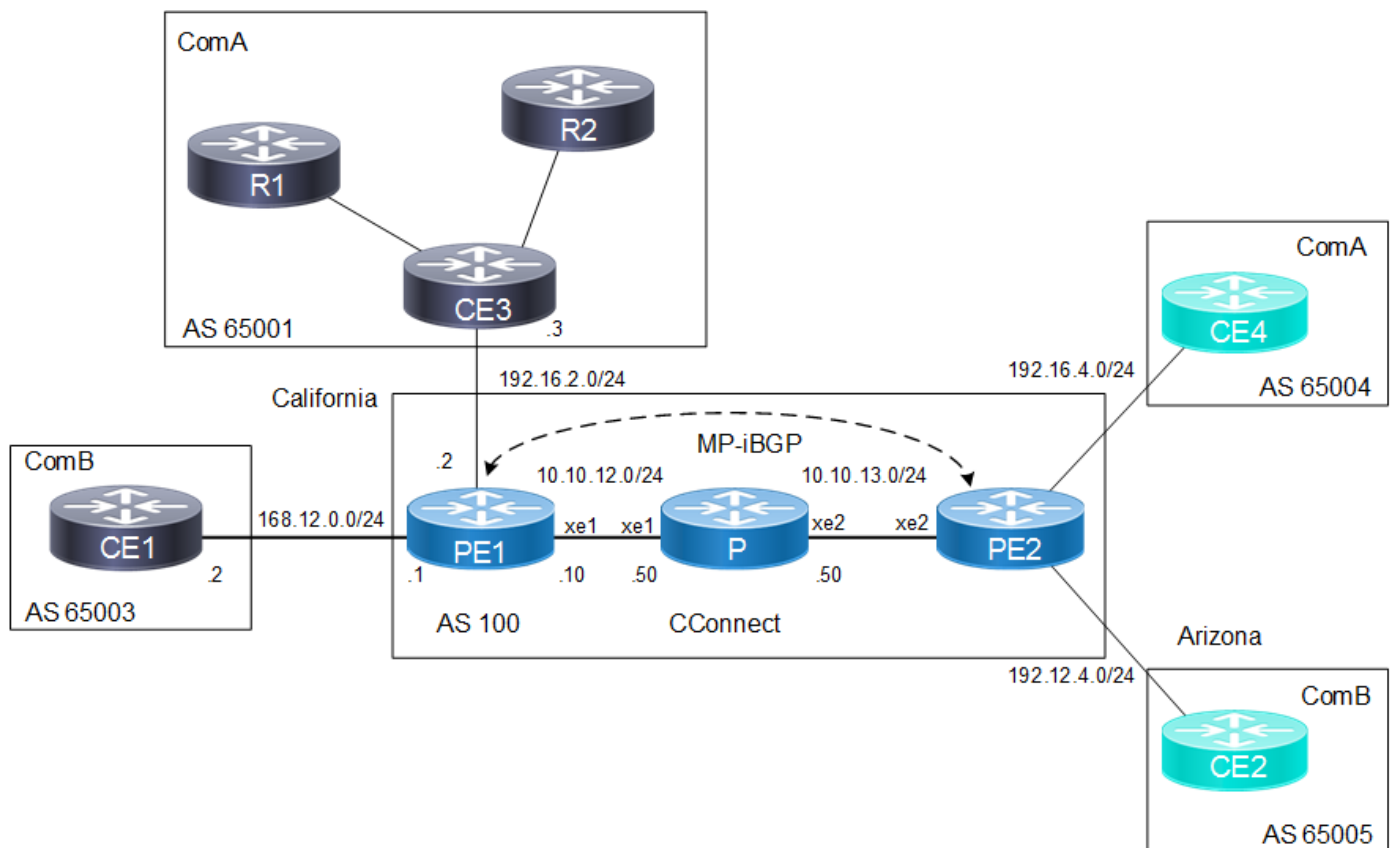 ComA
R2
R1
CE3
AS 65001
.3
ComA
CE4
192.16.2.0/24
192.16.4.0/24
AS 65004
California
ComB
MP-iBGP
.2
10.10.12.0/24
10.10.13.0/24
168.12.0.0/24
CE1
PE1
xe1
xe1
P
xe2
xe2
PE2
.2
.1
.10
.50
.50
AS 65003
AS 100
CConnect
Arizona
192.12.4.0/24
ComB
CE2
AS 65005